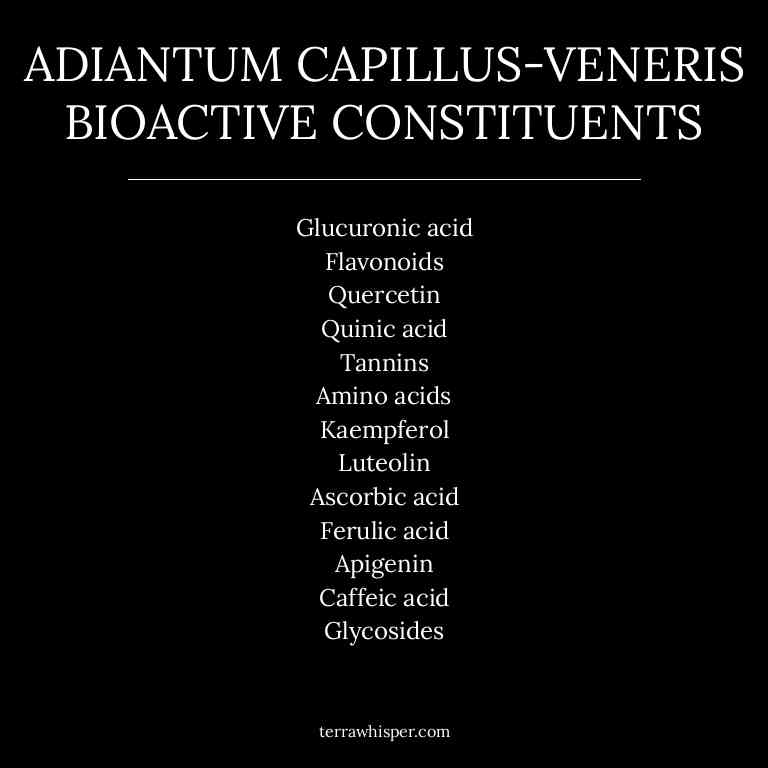 ADIANTUM CAPILLUS-VENERIS
BIOACTIVE CONSTITUENTS
Glucuronic acid
Flavonoids
Quercetin
Quinic acid
Tannins
Amino acids
Kaempferol
Luteolin
Ascorbic acid
Ferulic acid
Apigenin
Caffeic acid
Glycosides
terrawhisper.com